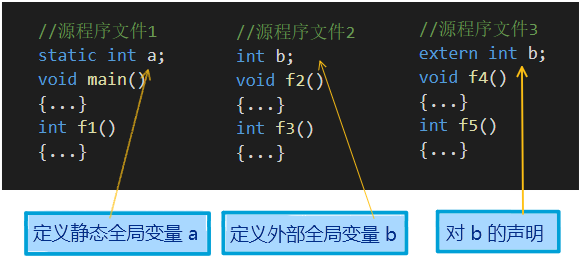 //源程序文件1
static int a;
void main()
{...}
int f1()
{...}
//源程序文件2
int b;
void f2()
{...}
int f3()
{...}
//源程序文件3
extern int b;
void f4()
{...}
int f5()
{...}
定义静态全局变量 a
定义外部全局变量 b
对 b 的声明